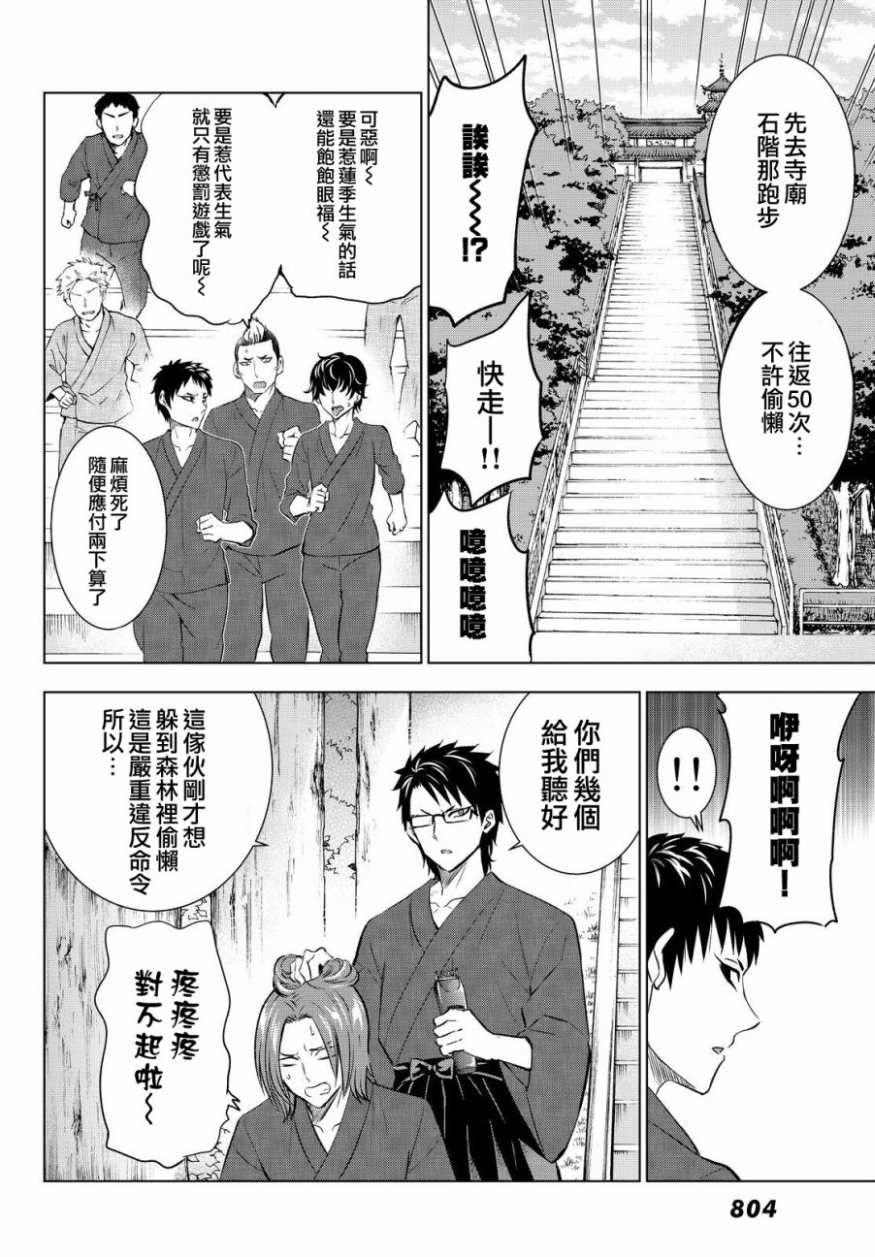 先去寺廟
石階那跑步
往返50次…
不許偷懶
誒誒～～～!?
快走ー!!
噫噫噫噫
可惡啊～
要是惹蓮季生氣的話
還能飽飽眼福～
要是惹代表生氣
就只有懲罰遊戲了呢～
麻煩死了
隨便應付兩下算了
咿呀啊啊啊！
！！
你們幾個
給我聽好
這傢伙剛才想
躲到森林裡偷懶
這是嚴重違反命令
所以…
疼疼疼
對不起啦～
804